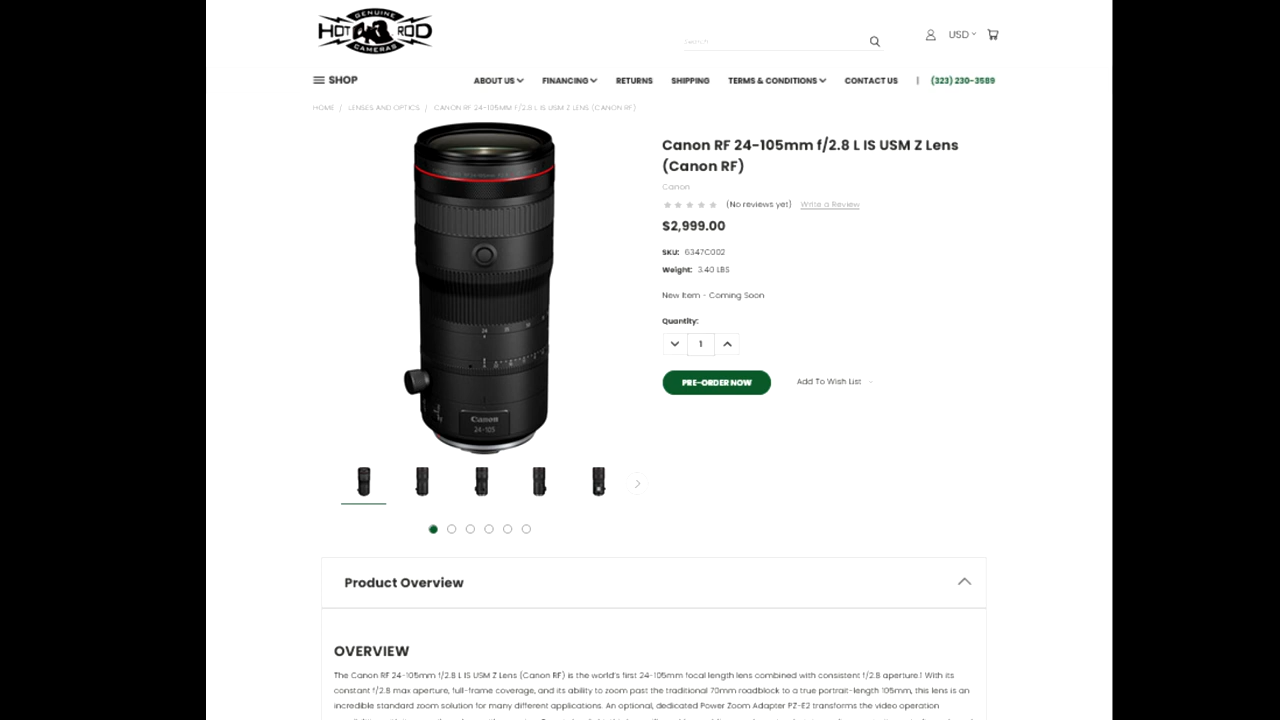 GENUINE
HOT ROD
CAMERAS
Search
USD
SHOP
ABOUT US
FINANCING
RETURNS
SHIPPING
TERMS & CONDITIONS
CONTACT US
|
(323) 230-3589
HOME / LENSES AND OPTICS / CANON RF 24-105MM F/2.8 L IS USM Z LENS (CANON RF)
Canon RF 24-105mm f/2.8 L IS USM Z Lens
(Canon RF)
Canon
(No reviews yet) Write a Review
$2,999.00
SKU: 6347C002
Weight: 3.40 LBS
New Item - Coming Soon
Quantity:
1
PRE-ORDER NOW
Add To Wish List
24 35 50
Canon
24-105
Product Overview
OVERVIEW
The Canon RF 24-105mm f/2.8 L IS USM Z Lens (Canon RF) is the world's first 24-105mm focal length lens combined with consistent f/2.8 aperture.1 With its
constant f/2.8 max aperture, full-frame coverage, and its ability to zoom past the traditional 70mm roadblock to a true portrait-length 105mm, this lens is an
incredible standard zoom solution for many different applications. An optional, dedicated Power Zoom Adapter PZ-E2 transforms the video operation